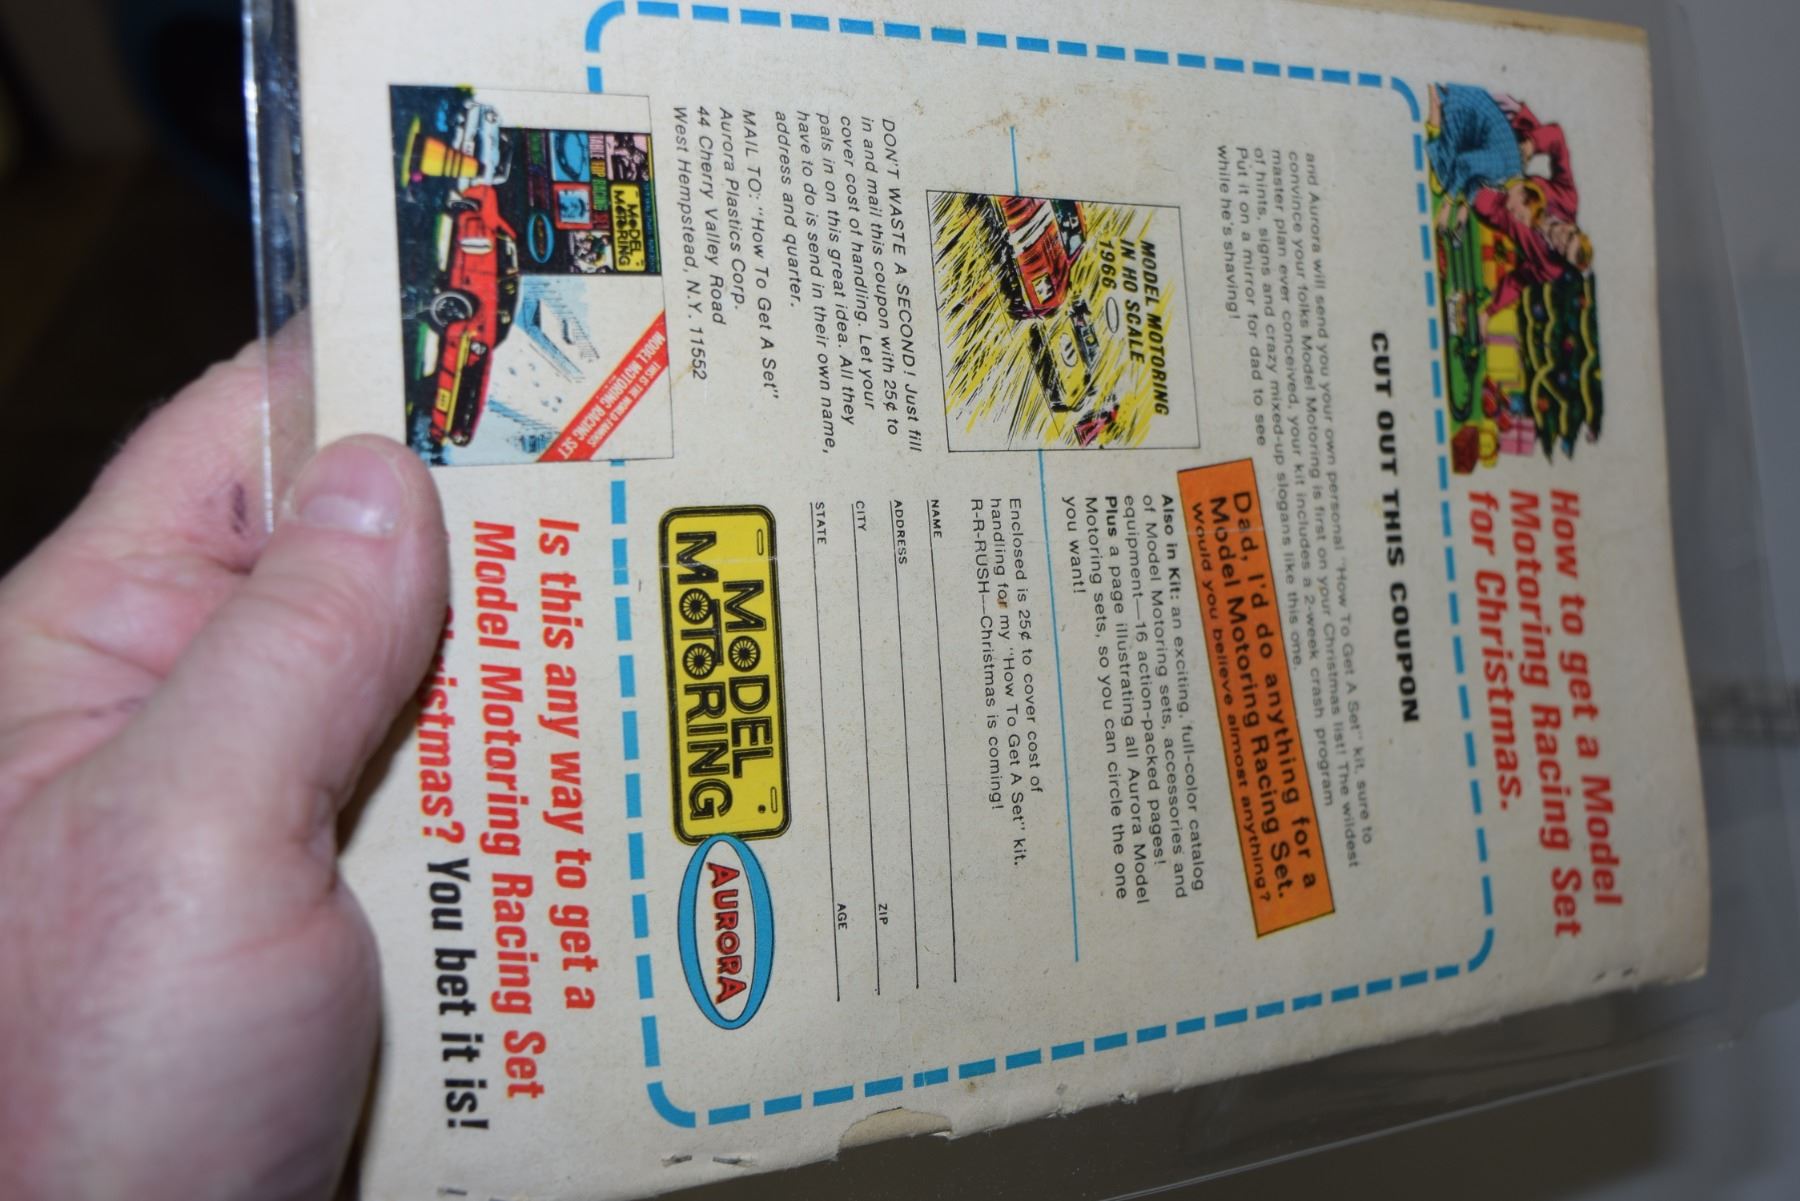 How to get a Model
Motoring Racing Set
for Christmas.
CUT OUT THIS COUPON
and Aurora will send you your own personal "How To Get A Set" kit, sure to
convince your folks Model Motoring is first on your Christmas list! The wildest
master plan ever conceived, your kit includes a 2-week crash program
of hints, signs and crazy mixed-up slogans like this one.
Put it on a mirror for dad to see
while he's shaving!
Dad, I'd do anything for a
Model Motoring Racing Set.
would you believe almost anything?
MODEL MOTORING
IN HO SCALE
1966
Also in Kit: an exciting, full-color catalog
of Model Motoring sets, accessories and
equipment—16 action-packed pages!
Plus a page illustrating all Aurora Model
Motoring sets, so you can circle the one
you want!
DON'T WASTE A SECOND! Just fill
in and mail this coupon with 25¢ to
cover cost of handling. Let your
pals in on this great idea. All they
have to do is send in their own name,
address and quarter.
MAIL TO: "How To Get A Set"
Aurora Plastics Corp.
44 Cherry Valley Road
West Hempstead, N.Y. 11552
Enclosed is 25¢ to cover cost of
handling for my "How To Get A Set" kit.
R-R-RUSH—Christmas is coming!
NAME
ADDRESS
CITY ZIP
STATE AGE
MODEL
MOTORING
AURORA
MODEL
MOTORING
THIS IS THE WORLD FAMOUS
MODEL MOTORING RACING SET
Is this any way to get a
Model Motoring Racing Set
You bet it is!